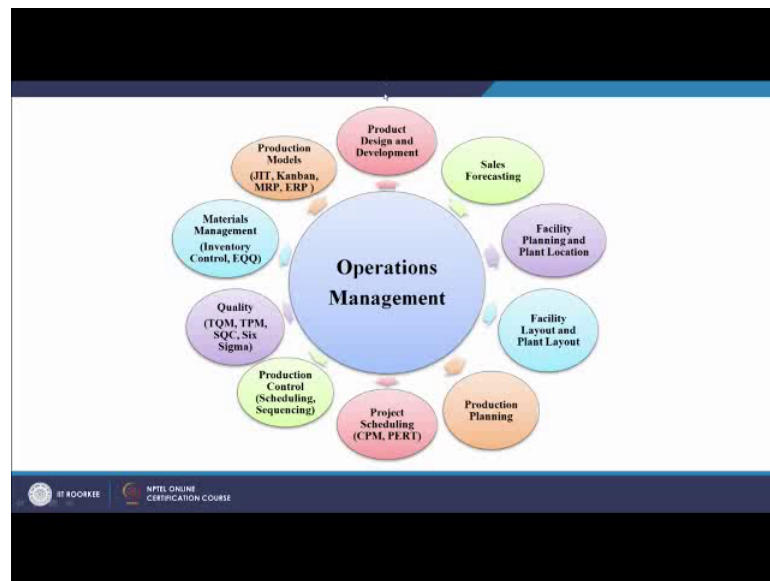 Operations
Management
Product
Design and
Development
Sales
Forecasting
Facility
Planning and
Plant Location
Facility
Layout and
Plant Layout
Production
Planning
Project
Scheduling
(CPM, PERT)
Production
Control
(Scheduling,
Sequencing)
Quality
(TQM, TPM,
SQC, Six
Sigma)
Materials
Management
(Inventory
Control, EQQ)
Production
Models
(JIT, Kanban,
MRP, ERP )
IIT ROORKEE
NPTEL ONLINE
CERTIFICATION COURSE